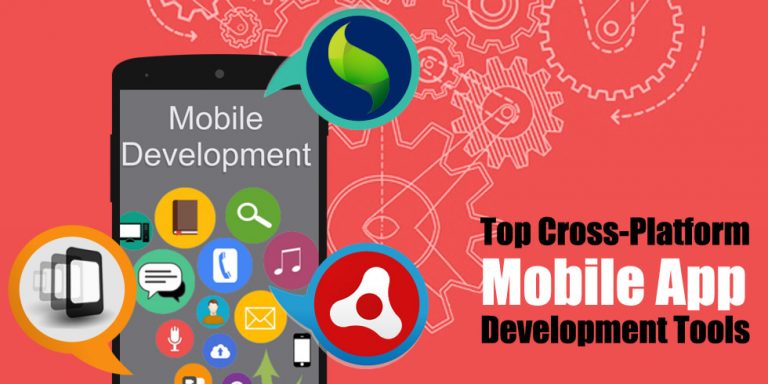 Mobile
Development
Top Cross-Platform
Mobile App
Development Tools